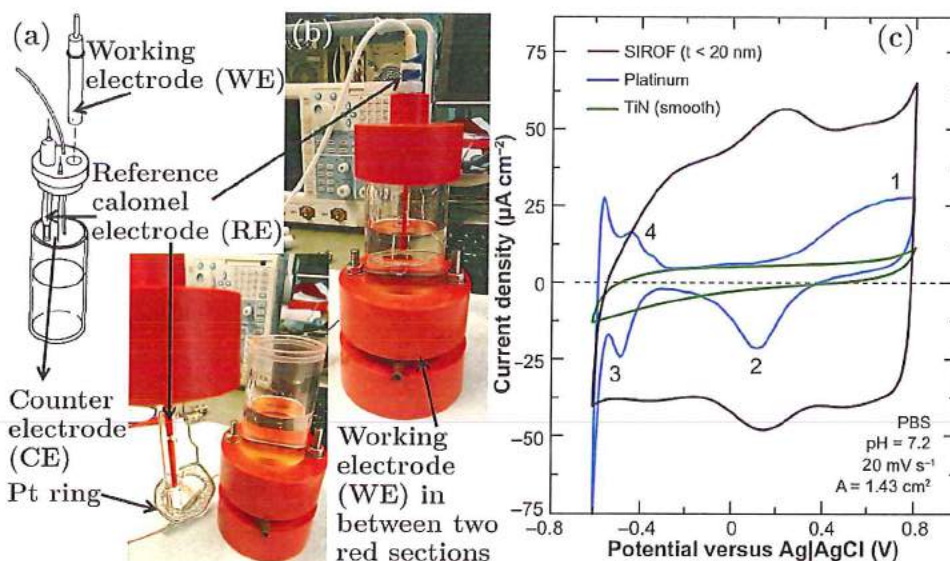 (a)
Working
electrode (WE)
Reference
calomel
electrode (RE)
Counter
electrode
(CE)
Pt ring
(b)
Working
electrode
(WE) in
between two
red sections
(c)
SIROF (t < 20 nm)
Platinum
TiN (smooth)
Current density (μA cm⁻²)
75
50
25
0
−25
−50
−75
1
2
3
4
PBS
pH = 7.2
20 mV s⁻¹
A = 1.43 cm²
−0.8
−0.4
0
0.4
0.8
Potential versus Ag|AgCl (V)